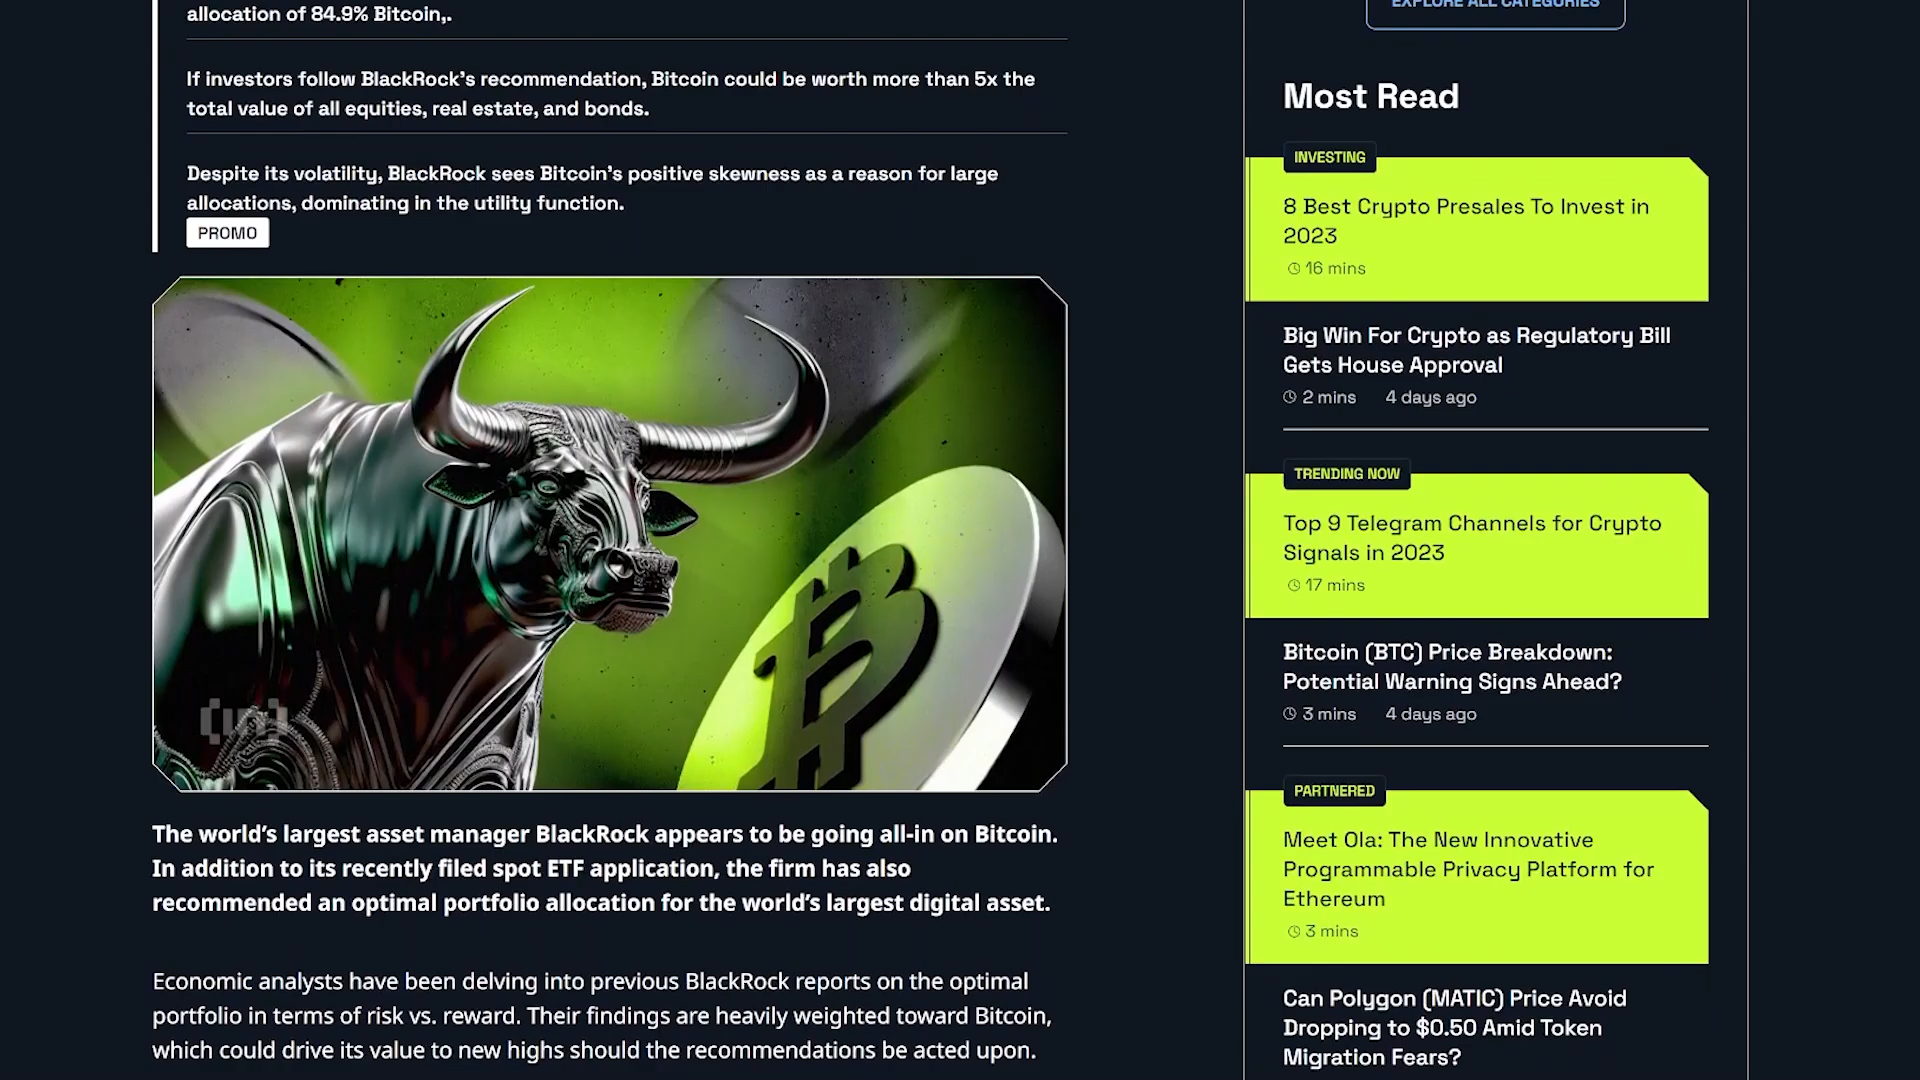 allocation of 84.9% Bitcoin,.
If investors follow BlackRock's recommendation, Bitcoin could be worth more than 5x the
total value of all equities, real estate, and bonds.
Despite its volatility, BlackRock sees Bitcoin's positive skewness as a reason for large
allocations, dominating in the utility function.
PROMO
The world's largest asset manager BlackRock appears to be going all-in on Bitcoin.
In addition to its recently filed spot ETF application, the firm has also
recommended an optimal portfolio allocation for the world's largest digital asset.
Economic analysts have been delving into previous BlackRock reports on the optimal
portfolio in terms of risk vs. reward. Their findings are heavily weighted toward Bitcoin,
which could drive its value to new highs should the recommendations be acted upon.
EXPLORE ALL CATEGORIES
Most Read
INVESTING
8 Best Crypto Presales To Invest in
2023
16 mins
Big Win For Crypto as Regulatory Bill
Gets House Approval
2 mins 4 days ago
TRENDING NOW
Top 9 Telegram Channels for Crypto
Signals in 2023
17 mins
Bitcoin (BTC) Price Breakdown:
Potential Warning Signs Ahead?
3 mins 4 days ago
PARTNERED
Meet Ola: The New Innovative
Programmable Privacy Platform for
Ethereum
3 mins
Can Polygon (MATIC) Price Avoid
Dropping to $0.50 Amid Token
Migration Fears?